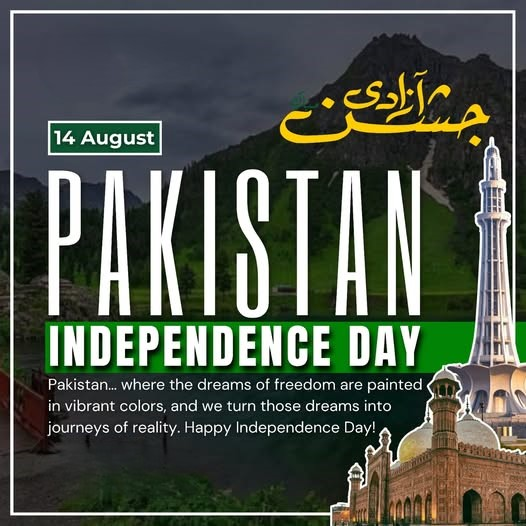 جشن آزادی
14 August
PAKISTAN
INDEPENDENCE DAY
Pakistan... where the dreams of freedom are painted
in vibrant colors, and we turn those dreams into
journeys of reality. Happy Independence Day!